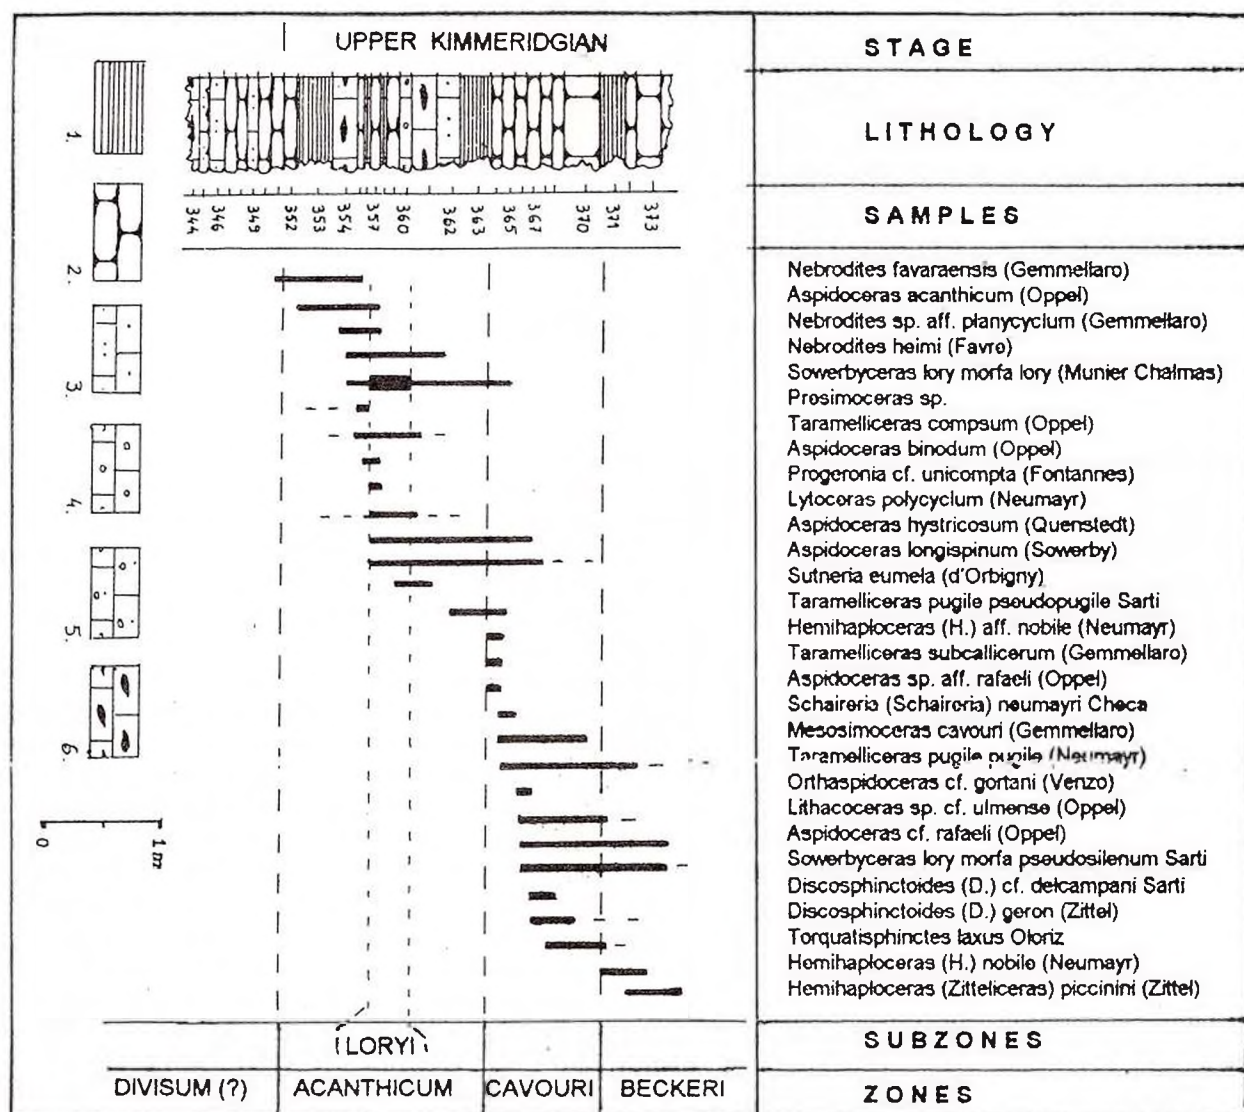 UPPER KIMMERIDGIAN
STAGE
LITHOLOGY
SAMPLES
344
346
349
352
353
354
357
360
362
363
365
367
370
371
373
1.
2.
3.
4.
5.
6.
0
1 m
Nebrodites favaraensis (Gemmellaro)
Aspidoceras acanthicum (Oppel)
Nebrodites sp. aff. planycyclum (Gemmellaro)
Nebrodites heimi (Favre)
Sowerbyceras lory morfa lory (Munier Chalmas)
Prosimoceras sp.
Taramelliceras compsum (Oppel)
Aspidoceras binodum (Oppel)
Progeronia cf. unicompta (Fontannes)
Lytoceras polycyclum (Neumayr)
Aspidoceras hystricosum (Quenstedt)
Aspidoceras longispinum (Sowerby)
Sutneria eumela (d'Orbigny)
Taramelliceras pugile pseudopugile Sarti
Hemihaploceras (H.) aff. nobile (Neumayr)
Taramelliceras subcallicerum (Gemmellaro)
Aspidoceras sp. aff. rafaeli (Oppel)
Schaireria (Schaireria) neumayri Checa
Mesosimoceras cavouri (Gemmellaro)
Taramelliceras pugile pugile (Neumayr)
Orthaspidoceras cf. gortani (Venzo)
Lithacoceras sp. cf. ulmense (Oppel)
Aspidoceras cf. rafaeli (Oppel)
Sowerbyceras lory morfa pseudosilenum Sarti
Discosphinctoides (D.) cf. delcampani Sarti
Discosphinctoides (D.) geron (Zittel)
Torquatisphinctes laxus Oloriz
Hemihaploceras (H.) nobile (Neumayr)
Hemihaploceras (Zitteliceras) piccinini (Zittel)
(LORYI)
SUBZONES
DIVISUM (?)
ACANTHICUM
CAVOURI
BECKERI
ZONES